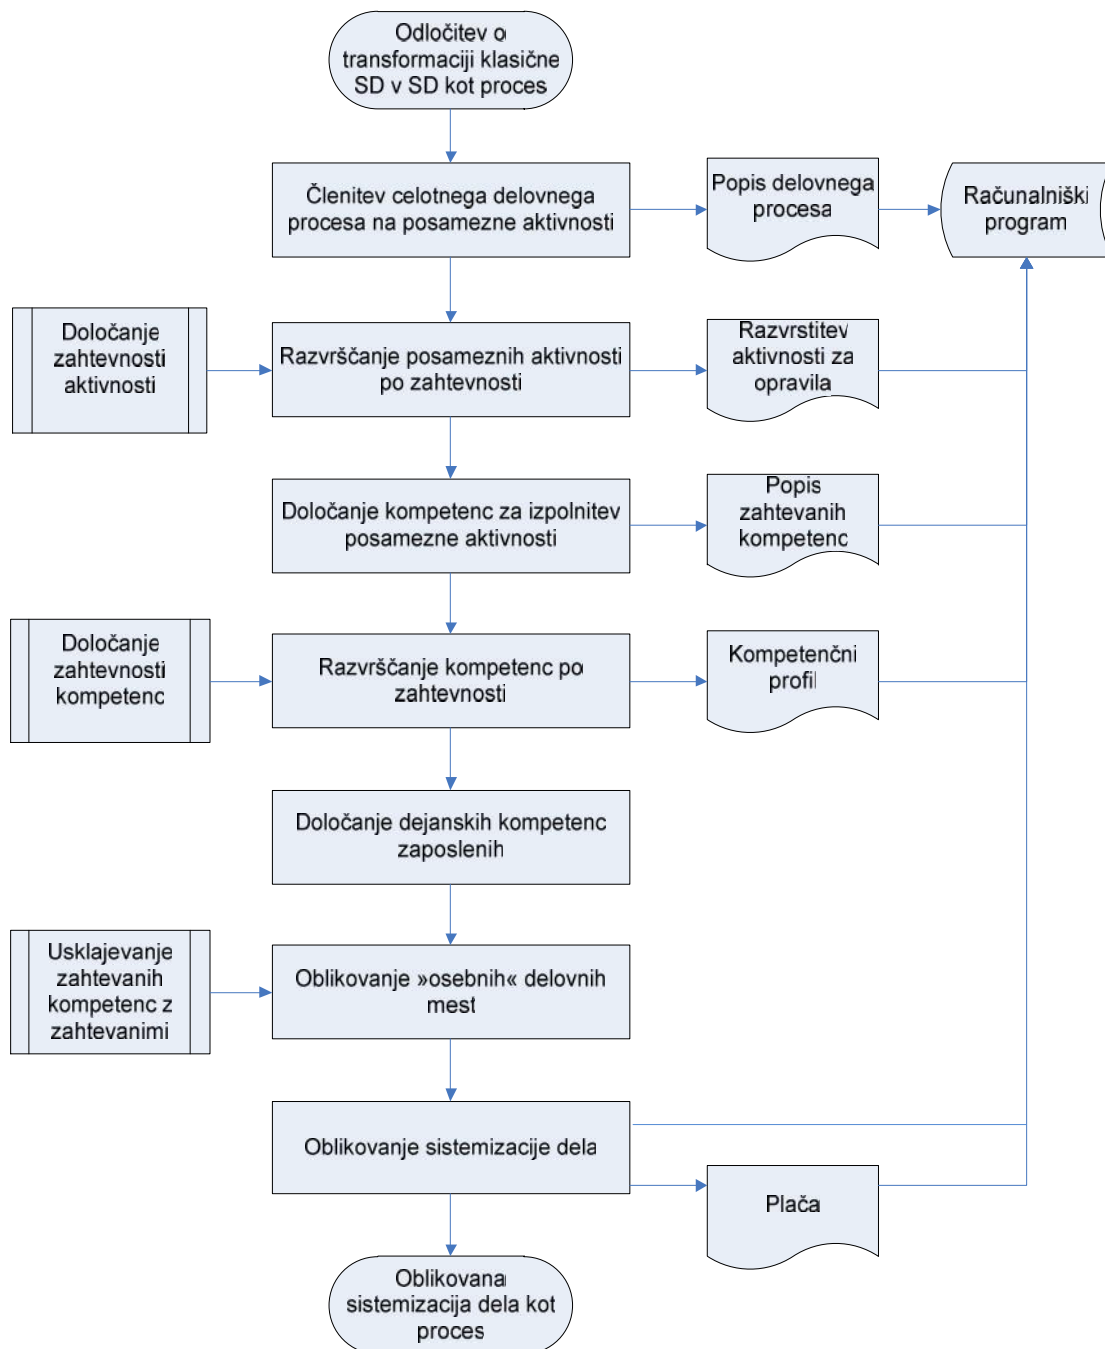 Odločitev o
transformaciji klasične
SD v SD kot proces
Členitev celotnega delovnega
procesa na posamezne aktivnosti
Popis delovnega
procesa
Računalniški
program
Določanje
zahtevnosti
aktivnosti
Razvrščanje posameznih aktivnosti
po zahtevnosti
Razvrstitev
aktivnosti za
opravila
Določanje kompetenc za izpolnitev
posamezne aktivnosti
Popis
zahtevanih
kompetenc
Določanje
zahtevnosti
kompetenc
Razvrščanje kompetenc po
zahtevnosti
Kompetenčni
profil
Določanje dejanskih kompetenc
zaposlenih
Usklajevanje
zahtevanih
kompetenc z
zahtevanimi
Oblikovanje »osebnih« delovnih
mest
Oblikovanje sistemizacije dela
Plača
Oblikovana
sistemizacija dela kot
proces